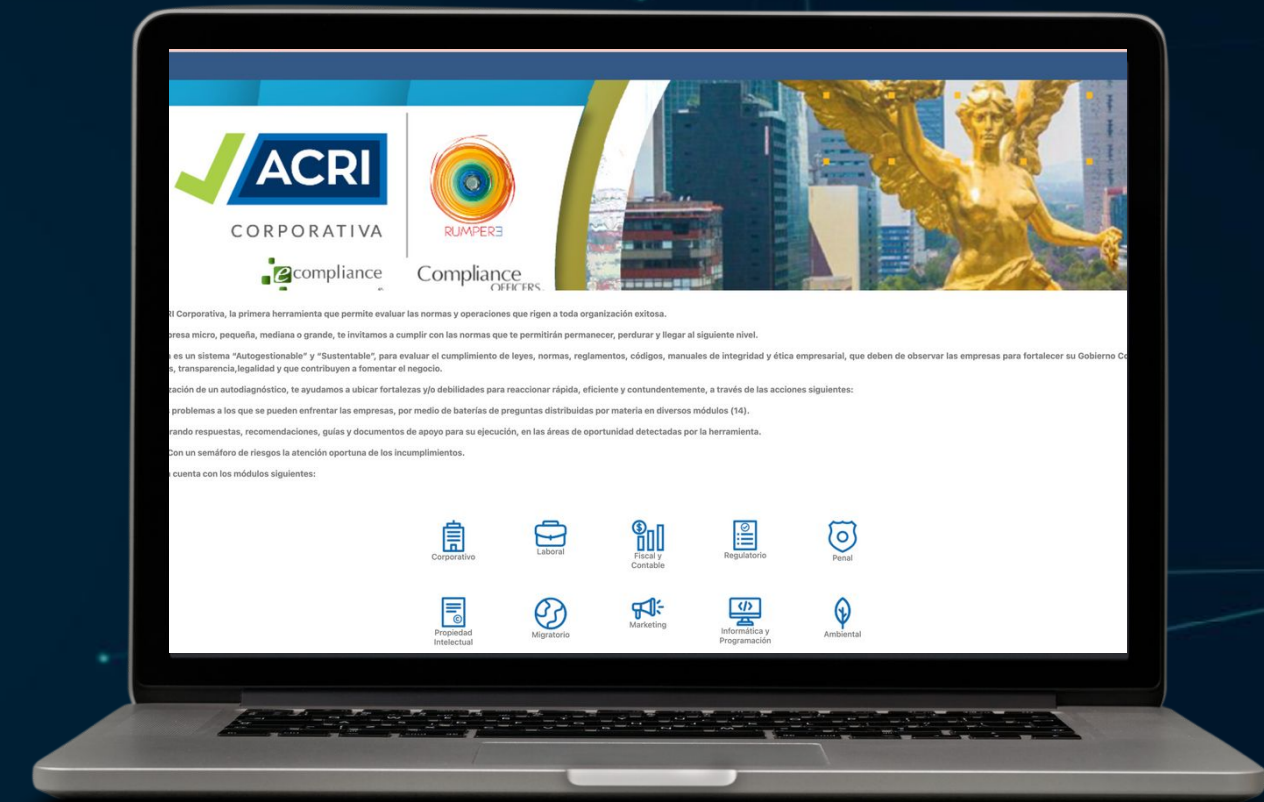 ACRI
CORPORATIVA
RUMPER3
ecompliance
Compliance
OFFICERS
RI Corporativa, la primera herramienta que permite evaluar las normas y operaciones que rigen a toda organización exitosa.
presa micro, pequeña, mediana o grande, te invitamos a cumplir con las normas que te permitirán permanecer, perdurar y llegar al siguiente nivel.
a es un sistema “Autogestionable” y “Sustentable”, para evaluar el cumplimiento de leyes, normas, reglamentos, códigos, manuales de integridad y ética empresarial, que deben de observar las empresas para fortalecer su Gobierno Co
s, transparencia,legalidad y que contribuyen a fomentar el negocio.
zación de un autodiagnóstico, te ayudamos a ubicar fortalezas y/o debilidades para reaccionar rápida, eficiente y contundentemente, a través de las acciones siguientes:
problemas a los que se pueden enfrentar las empresas, por medio de baterías de preguntas distribuidas por materia en diversos módulos (14).
rando respuestas, recomendaciones, guías y documentos de apoyo para su ejecución, en las áreas de oportunidad detectadas por la herramienta.
Con un semáforo de riesgos la atención oportuna de los incumplimientos.
a cuenta con los módulos siguientes:
Corporativo
Laboral
Fiscal y
Contable
Regulatorio
Penal
Propiedad
Intelectual
Migratorio
Marketing
Informática y
Programación
Ambiental